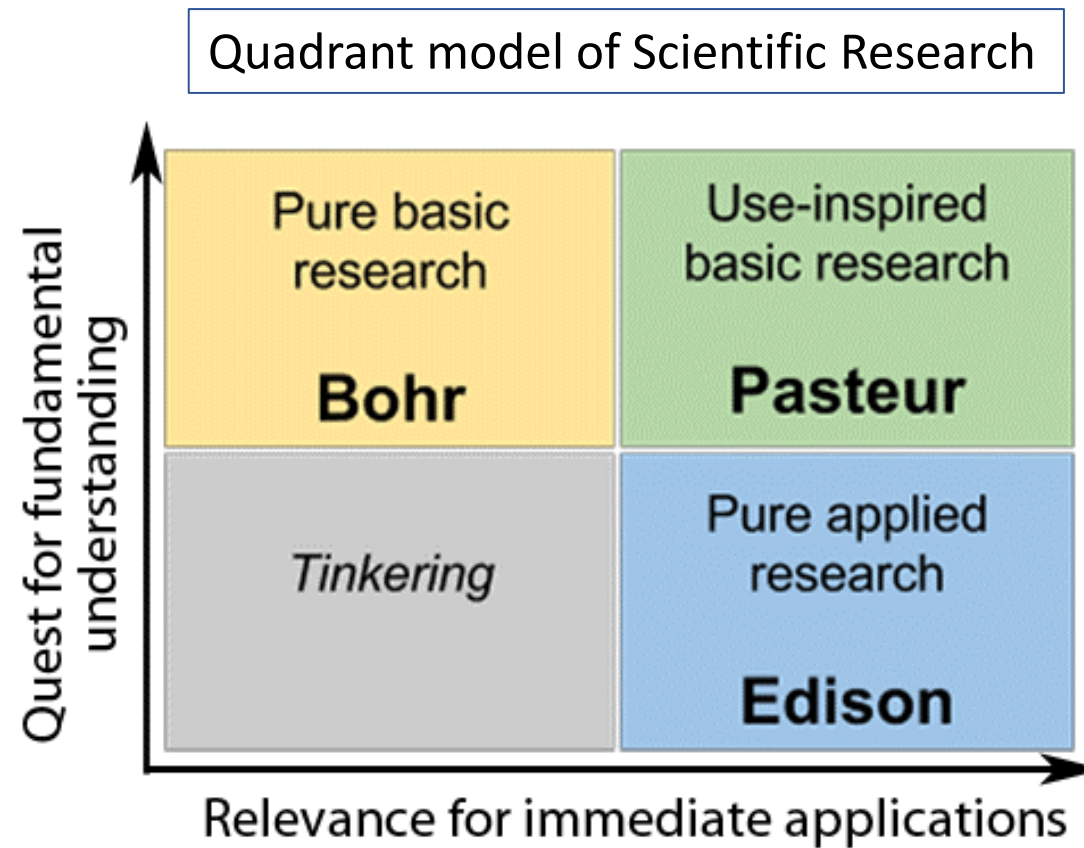 Quadrant model of Scientific Research
Quest for fundamental
understanding
Pure basic
research
Bohr
Use-inspired
basic research
Pasteur
Tinkering
Pure applied
research
Edison
Relevance for immediate applications